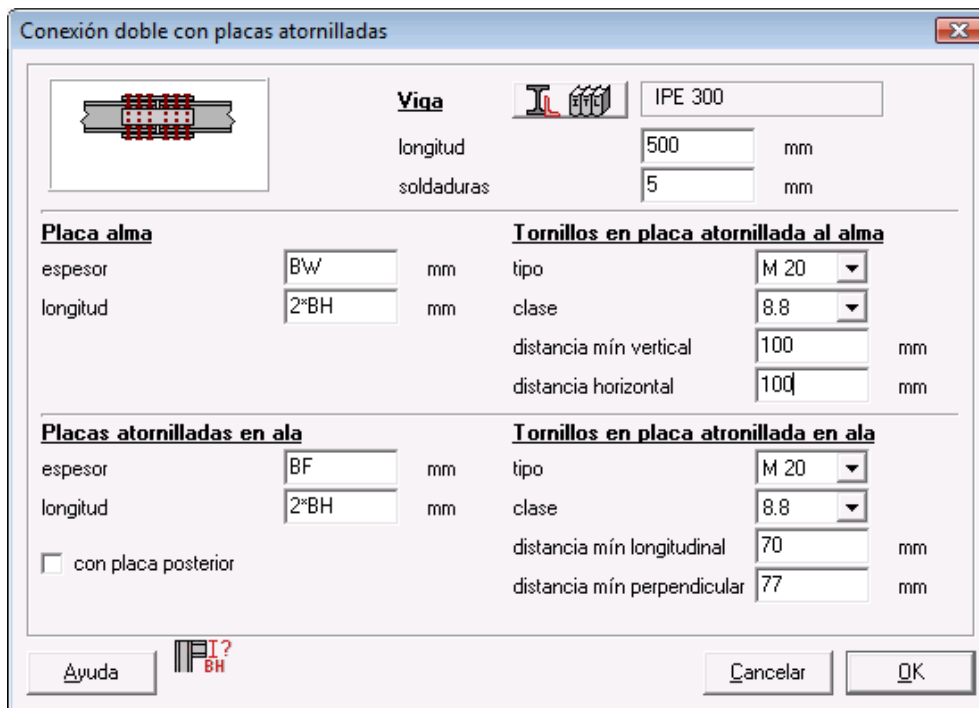 Conexión doble con placas atornilladas
Viga IPE 300
longitud 500 mm
soldaduras 5 mm
Placa alma
espesor BW mm
longitud 2*BH mm
Tornillos en placa atornillada al alma
tipo M 20
clase 8.8
distancia mín vertical 100 mm
distancia horizontal 100 mm
Placas atornilladas en ala
espesor BF mm
longitud 2*BH mm
con placa posterior
Tornillos en placa atronillada en ala
tipo M 20
clase 8.8
distancia mín longitudinal 70 mm
distancia mín perpendicular 77 mm
Ayuda
I?
BH
Cancelar
OK